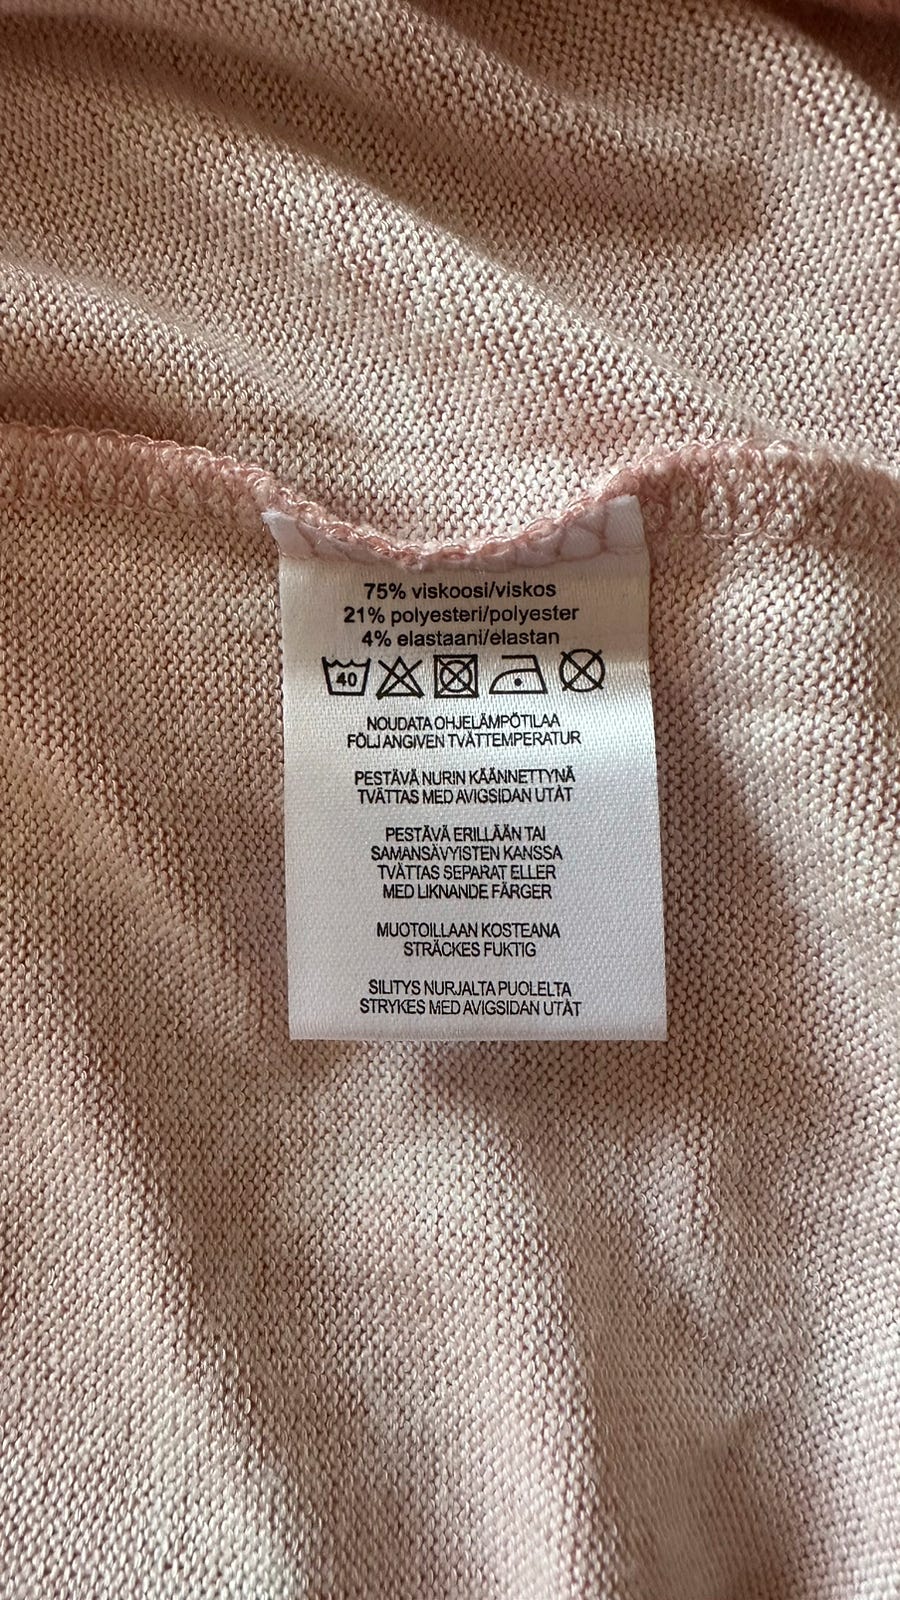 75% viskoosi/viskos
21% polyesteri/polyester
4% elastaani/elastan
40
NOUDATA OHJELÄMPÖTILAA
FÖLJ ANGIVEN TVÄTTEMPERATUR
PESTÄVÄ NURIN KÄÄNNETTYNÄ
TVÄTTAS MED AVIGSIDAN UTÅT
PESTÄVÄ ERILLÄÄN TAI
SAMANSÄVYISTEN KANSSA
TVÄTTAS SEPARAT ELLER
MED LIKNANDE FÄRGER
MUOTOILLAAN KOSTEANA
STRÄCKES FUKTIG
SILITYS NURJALTA PUOLELTA
STRYKES MED AVIGSIDAN UTÅT